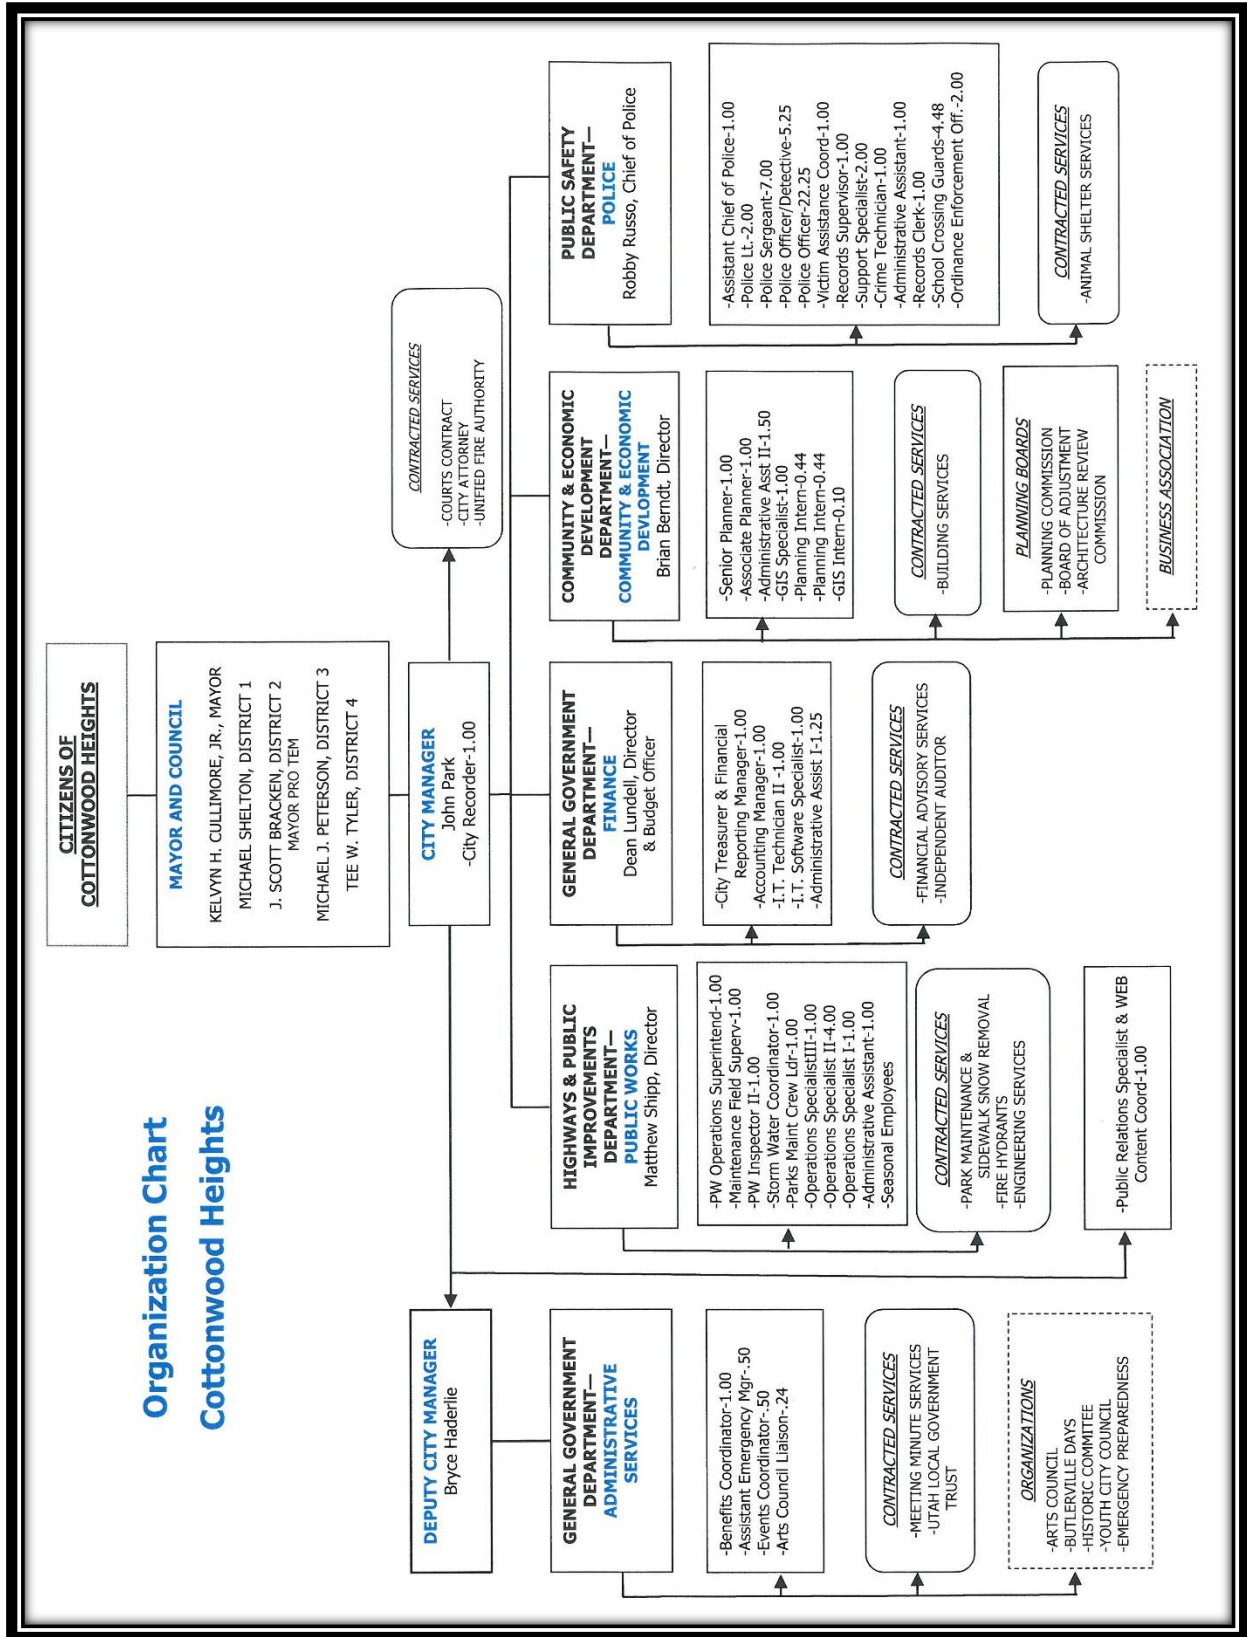 Organization Chart
Cottonwood Heights
CITIZENS OF
COTTONWOOD HEIGHTS
MAYOR AND COUNCIL
KELVYN H. CULLIMORE, JR., MAYOR
MICHAEL SHELTON, DISTRICT 1
J. SCOTT BRACKEN, DISTRICT 2
MAYOR PRO TEM
MICHAEL J. PETERSON, DISTRICT 3
TEE W. TYLER, DISTRICT 4
DEPUTY CITY MANAGER
Bryce Haderlie
CITY MANAGER
John Park
-City Recorder-1.00
CONTRACTED SERVICES
-COURTS CONTRACT
-CITY ATTORNEY
-UNIFIED FIRE AUTHORITY
GENERAL GOVERNMENT
DEPARTMENT—
ADMINISTRATIVE
SERVICES
-Benefits Coordinator-1.00
-Assistant Emergency Mgr-.50
-Events Coordinator-.50
-Arts Council Liaison-.24
CONTRACTED SERVICES
-MEETING MINUTE SERVICES
-UTAH LOCAL GOVERNMENT
TRUST
ORGANIZATIONS
-ARTS COUNCIL
-BUTLERVILLE DAYS
-HISTORIC COMMITEE
-YOUTH CITY COUNCIL
-EMERGENCY PREPAREDNESS
HIGHWAYS & PUBLIC
IMPROVEMENTS
DEPARTMENT—
PUBLIC WORKS
Matthew Shipp, Director
-PW Operations Superintend-1.00
-Maintenance Field Superv-1.00
-PW Inspector II-1.00
-Storm Water Coordinator-1.00
-Parks Maint Crew Ldr-1.00
-Operations SpecialistIII-1.00
-Operations Specialist II-4.00
-Operations Specialist I-1.00
-Administrative Assistant-1.00
-Seasonal Employees
CONTRACTED SERVICES
-PARK MAINTENANCE &
SIDEWALK SNOW REMOVAL
-FIRE HYDRANTS
-ENGINEERING SERVICES
-Public Relations Specialist & WEB
Content Coord-1.00
GENERAL GOVERNMENT
DEPARTMENT—
FINANCE
Dean Lundell, Director
& Budget Officer
-City Treasurer & Financial
Reporting Manager-1.00
-Accounting Manager-1.00
-I.T. Technician II -1.00
-I.T. Software Specialist-1.00
-Administrative Assist I-1.25
CONTRACTED SERVICES
-FINANCIAL ADVISORY SERVICES
-INDEPENDENT AUDITOR
COMMUNITY & ECONOMIC
DEVELOPMENT
DEPARTMENT—
COMMUNITY & ECONOMIC
DEVLOPMENT
Brian Berndt, Director
-Senior Planner-1.00
-Associate Planner-1.00
-Administrative Asst II-1.50
-GIS Specialist-1.00
-Planning Intern-0.44
-Planning Intern-0.44
-GIS Intern-0.10
CONTRACTED SERVICES
-BUILDING SERVICES
PLANNING BOARDS
-PLANNING COMMISSION
-BOARD OF ADJUSTMENT
-ARCHITECTURE REVIEW
COMMISSION
BUSINESS ASSOCIATION
PUBLIC SAFETY
DEPARTMENT—
POLICE
Robby Russo, Chief of Police
-Assistant Chief of Police-1.00
-Police Lt.-2.00
-Police Sergeant-7.00
-Police Officer/Detective-5.25
-Police Officer-22.25
-Victim Assistance Coord-1.00
-Records Supervisor-1.00
-Support Specialist-2.00
-Crime Technician-1.00
-Administrative Assistant-1.00
-Records Clerk-1.00
-School Crossing Guards-4.48
-Ordinance Enforcement Off.-2.00
CONTRACTED SERVICES
-ANIMAL SHELTER SERVICES